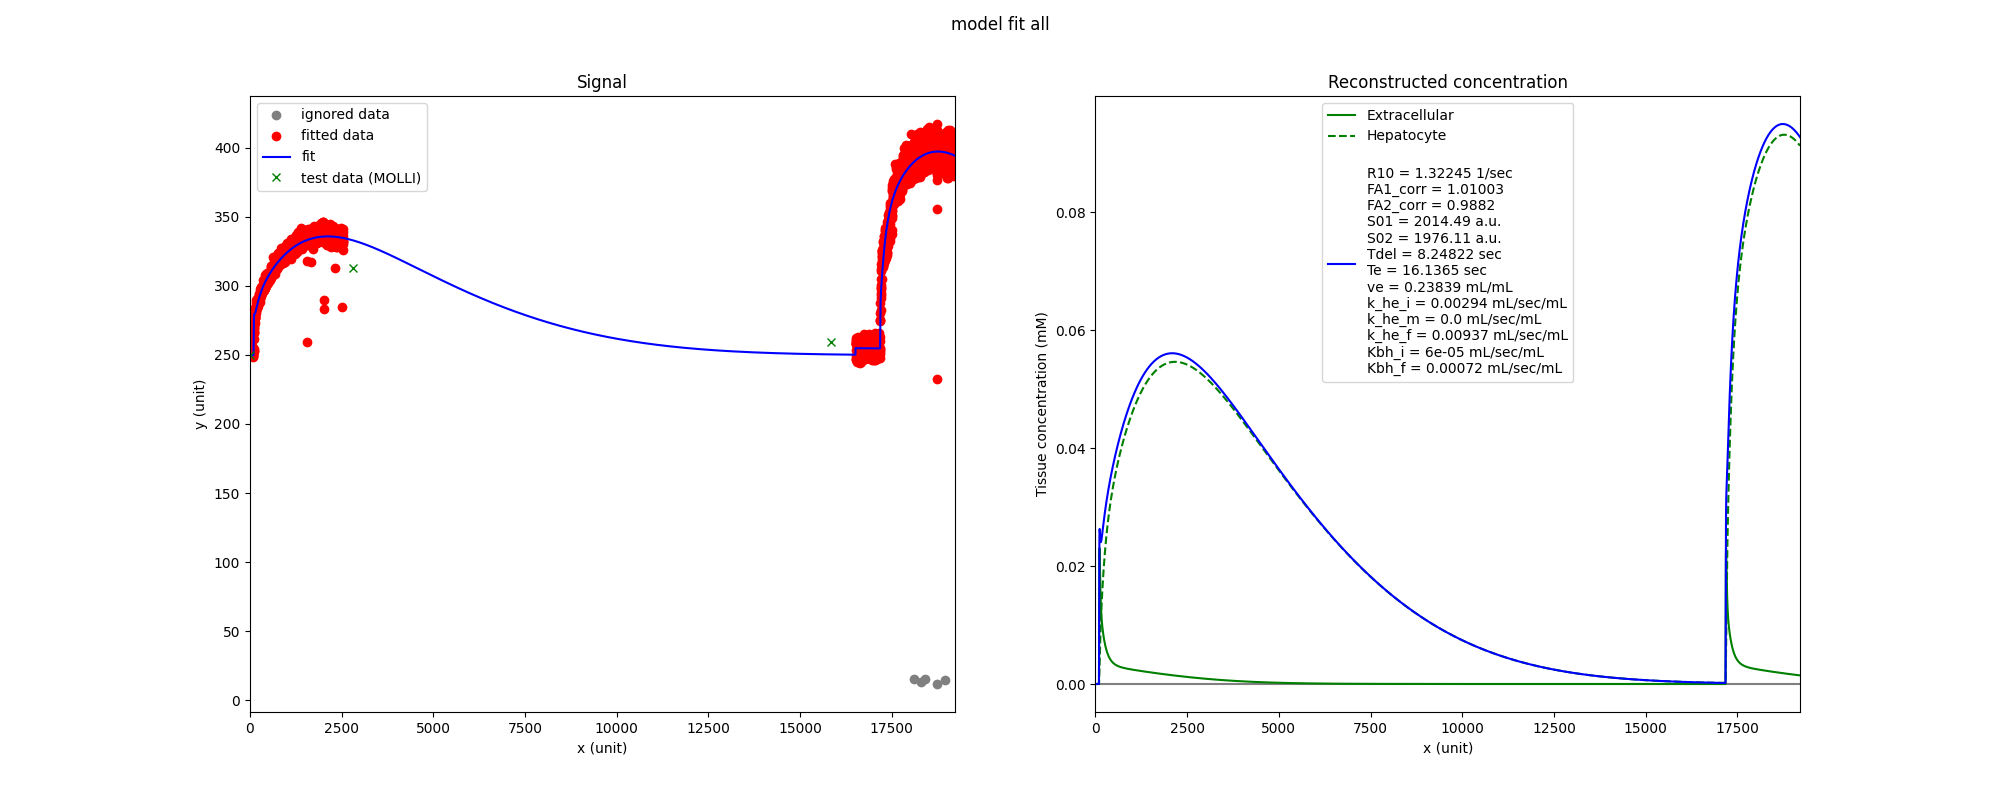 model fit all
Signal
ignored data
fitted data
fit
test data (MOLLI)
y (unit)
400
350
300
250
200
150
100
50
0
0 2500 5000 7500 10000 12500 15000 17500
x (unit)
Reconstructed concentration
Extracellular
Hepatocyte
R10 = 1.32245 1/sec
FA1_corr = 1.01003
FA2_corr = 0.9882
S01 = 2014.49 a.u.
S02 = 1976.11 a.u.
Tdel = 8.24822 sec
Te = 16.1365 sec
ve = 0.23839 mL/mL
k_he_i = 0.00294 mL/sec/mL
k_he_m = 0.0 mL/sec/mL
k_he_f = 0.00937 mL/sec/mL
Kbh_i = 6e-05 mL/sec/mL
Kbh_f = 0.00072 mL/sec/mL
Tissue concentration (mM)
0.08
0.06
0.04
0.02
0.00
0 2500 5000 7500 10000 12500 15000 17500
x (unit)